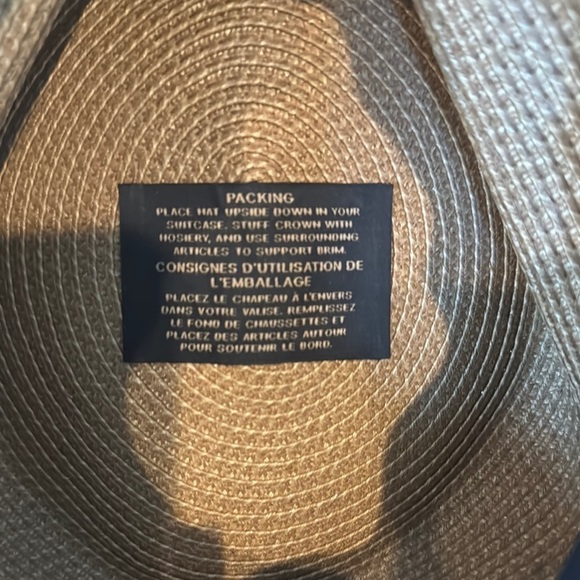 PACKING
PLACE HAT UPSIDE DOWN IN YOUR
SUITCASE. STUFF CROWN WITH
HOSIERY, AND USE SURROUNDING
ARTICLES TO SUPPORT BRIM.
CONSIGNES D'UTILISATION DE
L'EMBALLAGE
PLACEZ LE CHAPEAU À L'ENVERS
DANS VOTRE VALISE. REMPLISSEZ
LE FOND DE CHAUSSETTES ET
PLACEZ DES ARTICLES AUTOUR
POUR SOUTENIR LE BORD.